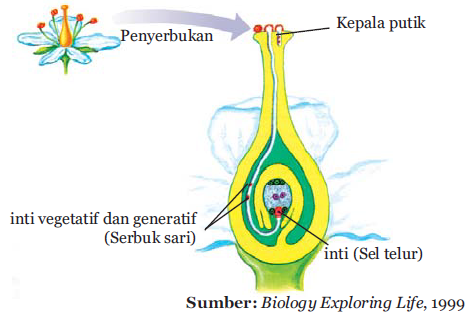 Penyerbukan
Kepala putik
inti vegetatif dan generatif
(Serbuk sari)
inti (Sel telur)
Sumber: Biology Exploring Life, 1999